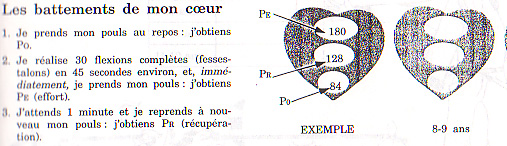 Les battements de mon cœur
1. Je prends mon pouls au repos : j'obtiens
Po.
2. Je réalise 30 flexions complètes (fesses-
talons) en 45 secondes environ, et, immé-
diatement, je prends mon pouls : j'obtiens
PE (effort).
3. J'attends 1 minute et je reprends à nou-
veau mon pouls : j'obtiens PR (récupéra-
tion).
PE
180
PR
128
Po
84
EXEMPLE
8-9 ans